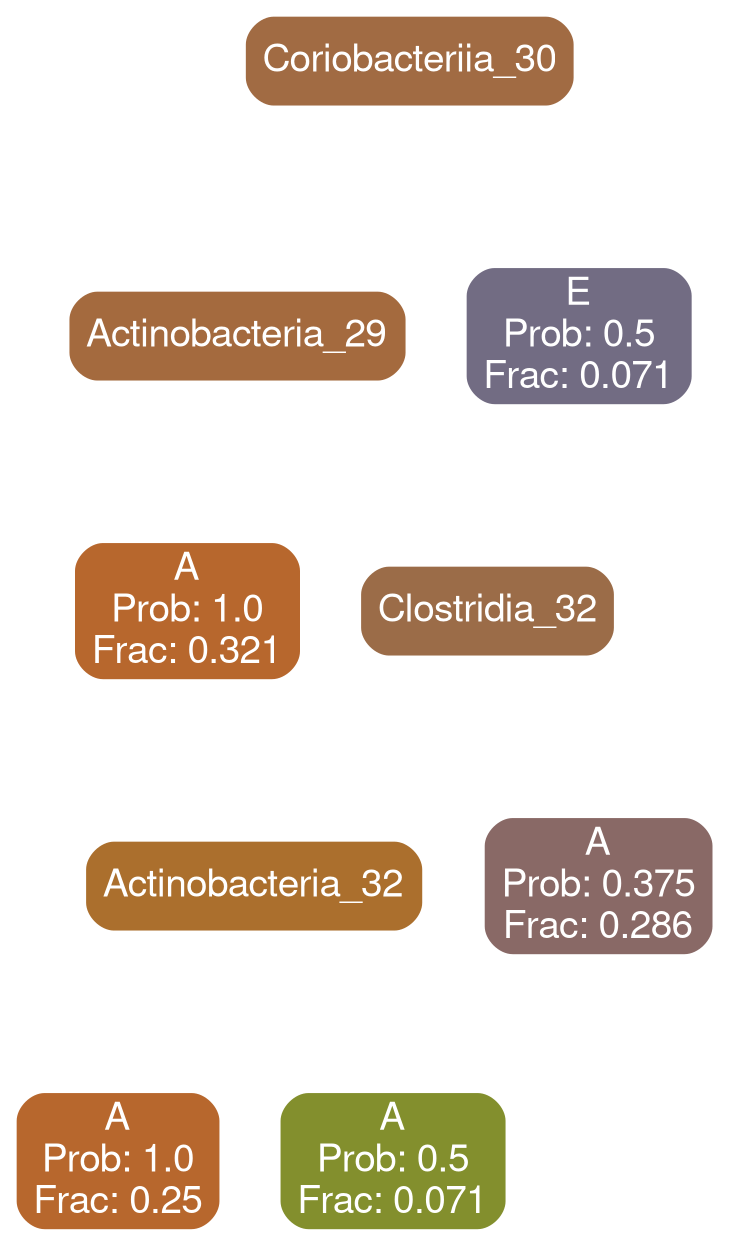 Coriobacteriia_30
Actinobacteria_29
E
Prob: 0.5
Frac: 0.071
A
Prob: 1.0
Frac: 0.321
Clostridia_32
Actinobacteria_32
A
Prob: 0.375
Frac: 0.286
A
Prob: 1.0
Frac: 0.25
A
Prob: 0.5
Frac: 0.071